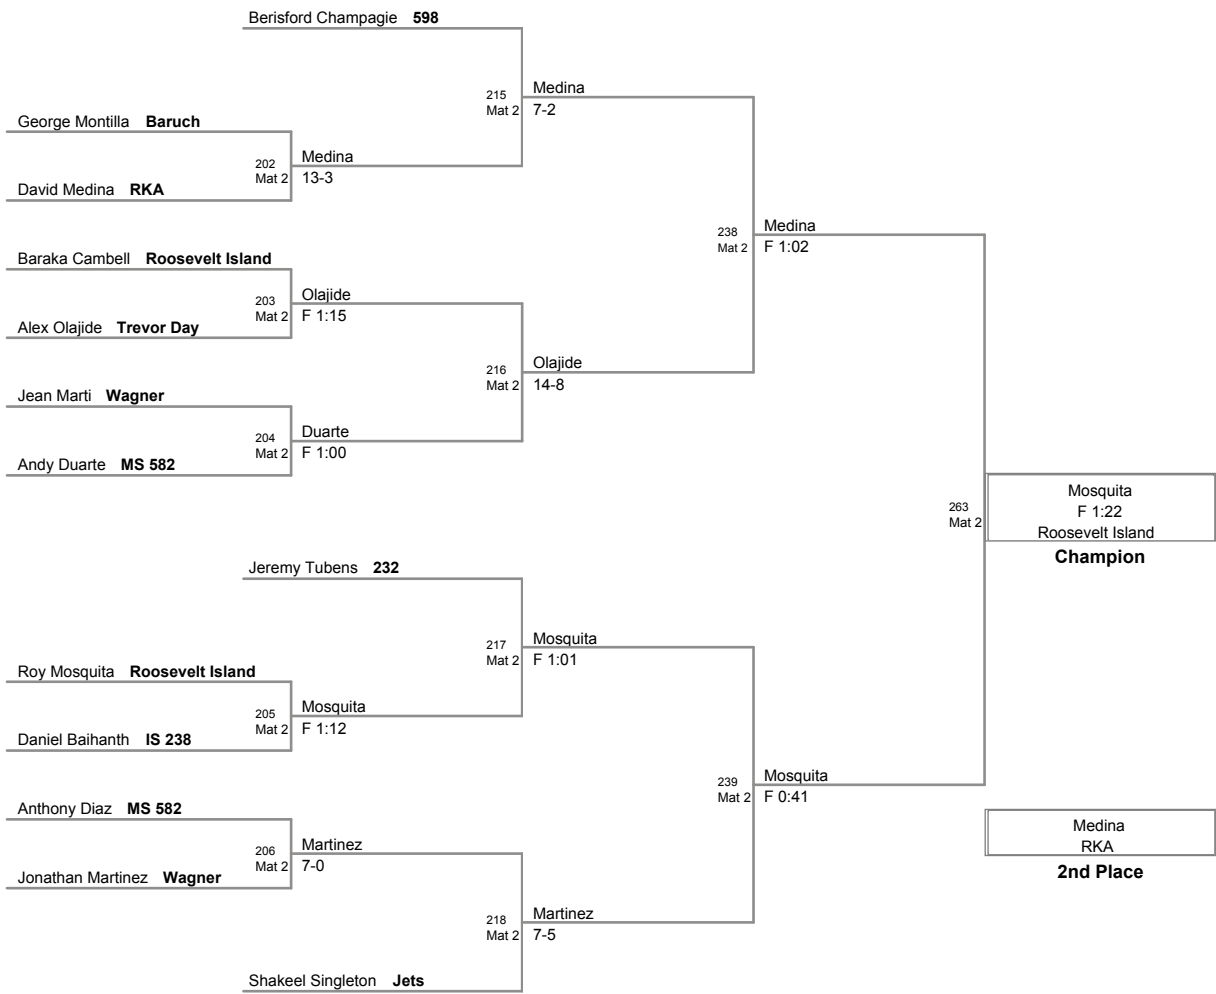 Berisford Champagie 598
215
Mat 2
Medina
7-2
George Montilla Baruch
202
Mat 2
Medina
13-3
David Medina RKA
238
Mat 2
Medina
F 1:02
Baraka Cambell Roosevelt Island
203
Mat 2
Olajide
F 1:15
Alex Olajide Trevor Day
216
Mat 2
Olajide
14-8
Jean Marti Wagner
204
Mat 2
Duarte
F 1:00
Andy Duarte MS 582
263
Mat 2
Mosquita
F 1:22
Roosevelt Island
Champion
Jeremy Tubens 232
217
Mat 2
Mosquita
F 1:01
Roy Mosquita Roosevelt Island
205
Mat 2
Mosquita
F 1:12
Daniel Baihanth IS 238
239
Mat 2
Mosquita
F 0:41
Anthony Diaz MS 582
206
Mat 2
Martinez
7-0
Jonathan Martinez Wagner
218
Mat 2
Martinez
7-5
Shakeel Singleton Jets
Medina
RKA
2nd Place